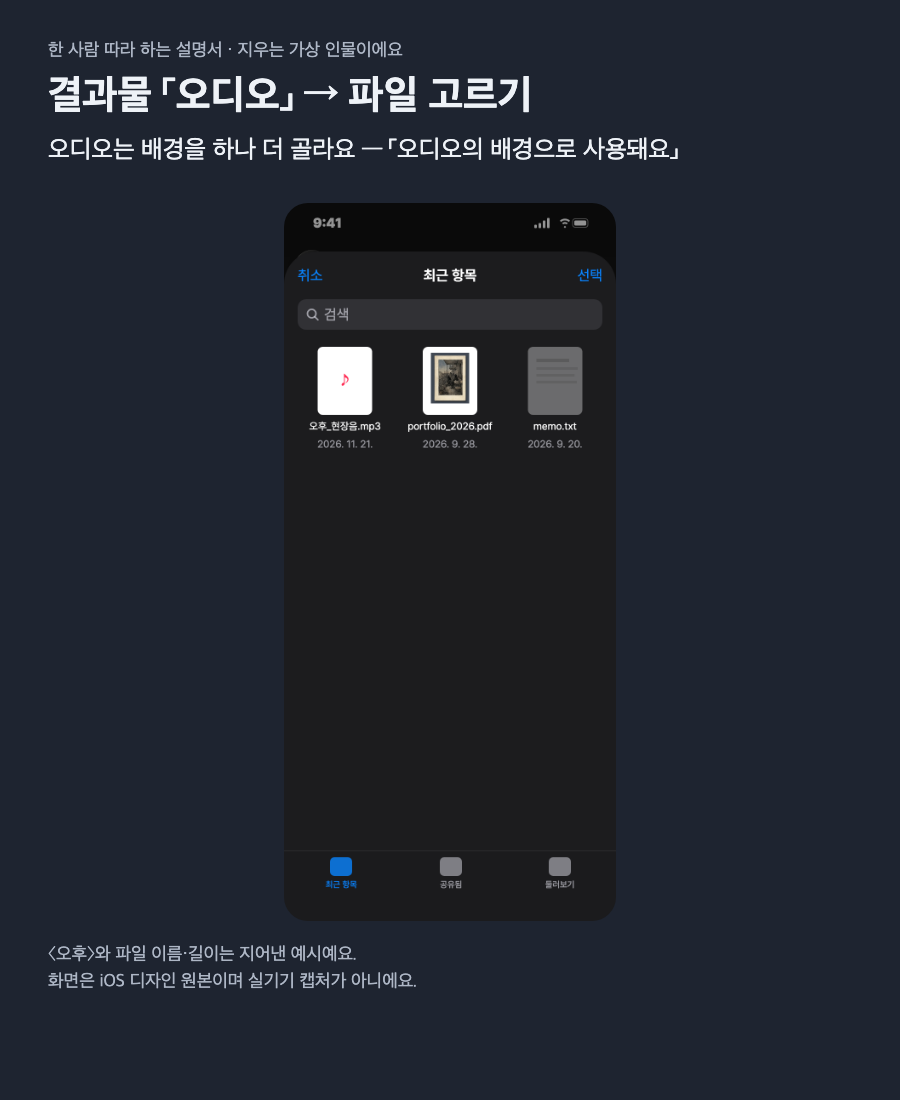 한 사람 따라 하는 설명서 · 지우는 가상 인물이에요
결과물 「오디오」 → 파일 고르기
오디오는 배경을 하나 더 골라요 — 「오디오의 배경으로 사용돼요」
9:41
취소 최근 항목 선택
검색
오후_현장음.mp3 portfolio_2026.pdf memo.txt
2026. 11. 21. 2026. 9. 28. 2026. 9. 20.
최근 항목 공유됨 둘러보기
〈오후〉와 파일 이름·길이는 지어낸 예시예요.
화면은 iOS 디자인 원본이며 실기기 캡처가 아니에요.